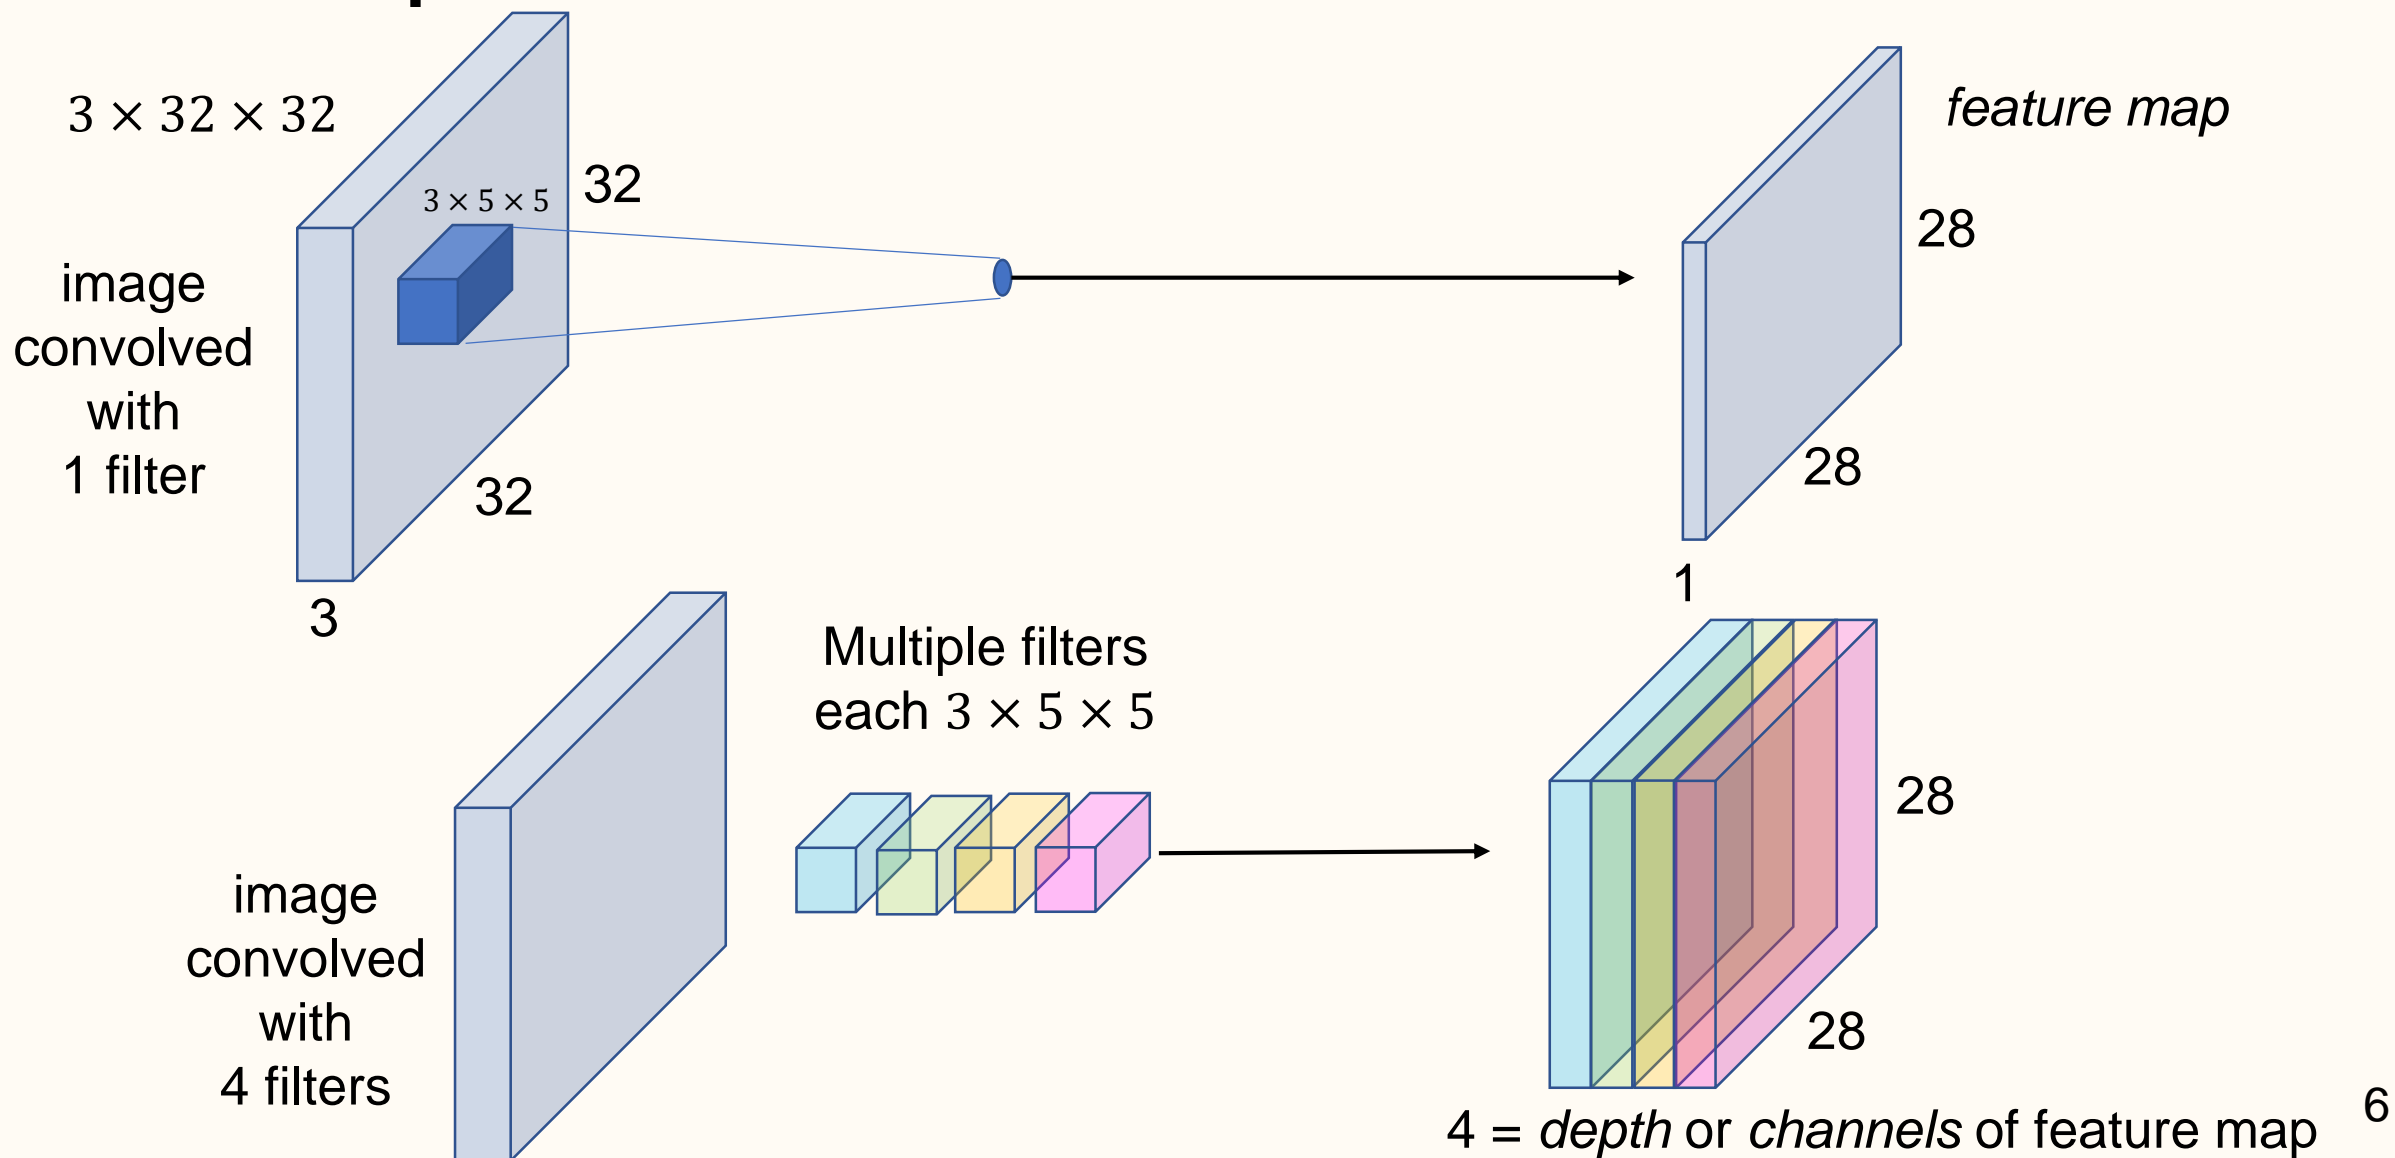 3 × 32 × 32
feature map
32
3 × 5 × 5
28
image
convolved
with
1 filter
32
28
3
1
Multiple filters
each 3 × 5 × 5
28
image
convolved
with
4 filters
28
4 = depth or channels of feature map
6